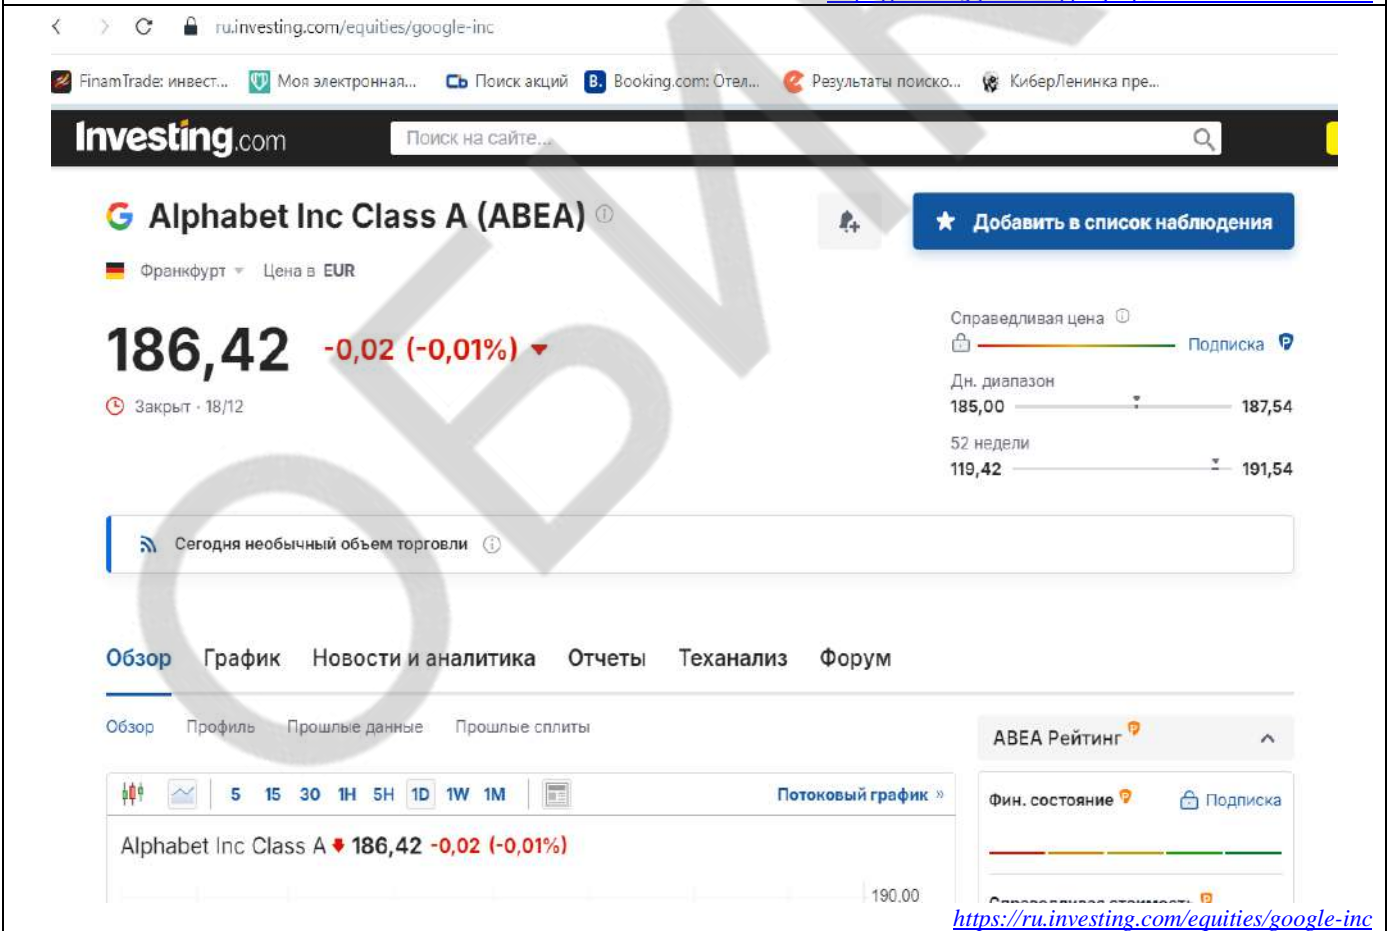 ru.investing.com/equities/google-inc
FinamTrade: инвест... Моя электронная... Сь Поиск акций B. Booking.com: Отел... Результаты поиско... КиберЛенинка пре...
Investing.com Поиск на сайте...
Alphabet Inc Class A (ABEA)
Добавить в список наблюдения
Франкфурт Цена в EUR
186,42 -0,02 (-0,01%)
Закрыт · 18/12
Справедливая цена
Подписка
Дн. диапазон
185,00 187,54
52 недели
119,42 191,54
Сегодня необычный объем торговли
Обзор График Новости и аналитика Отчеты Теханализ Форум
Обзор Профиль Прошлые данные Прошлые сплиты
ABEA Рейтинг
5 15 30 1H 5H 1D 1W 1M Потоковый график »
Фин. состояние Подписка
Alphabet Inc Class A 186,42 -0,02 (-0,01%)
190,00
Справедливая стоимость
https://ru.investing.com/equities/google-inc